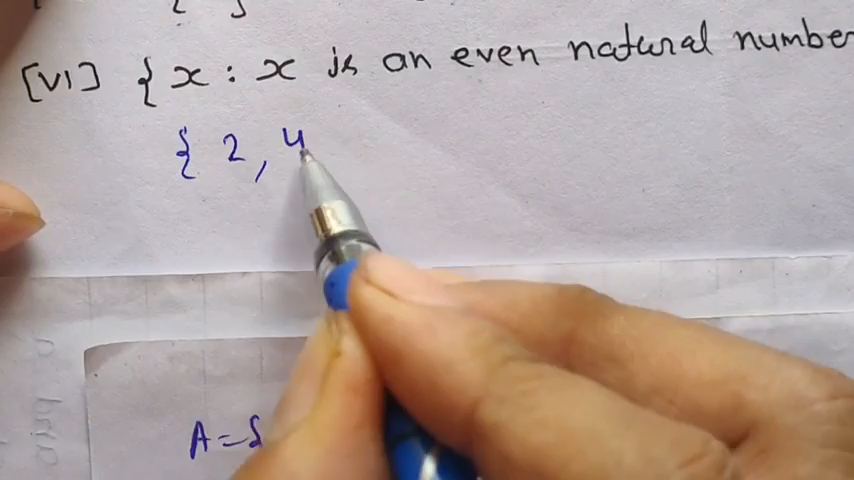 [VI] { x : x is an even natural number
{ 2, 4
A = {